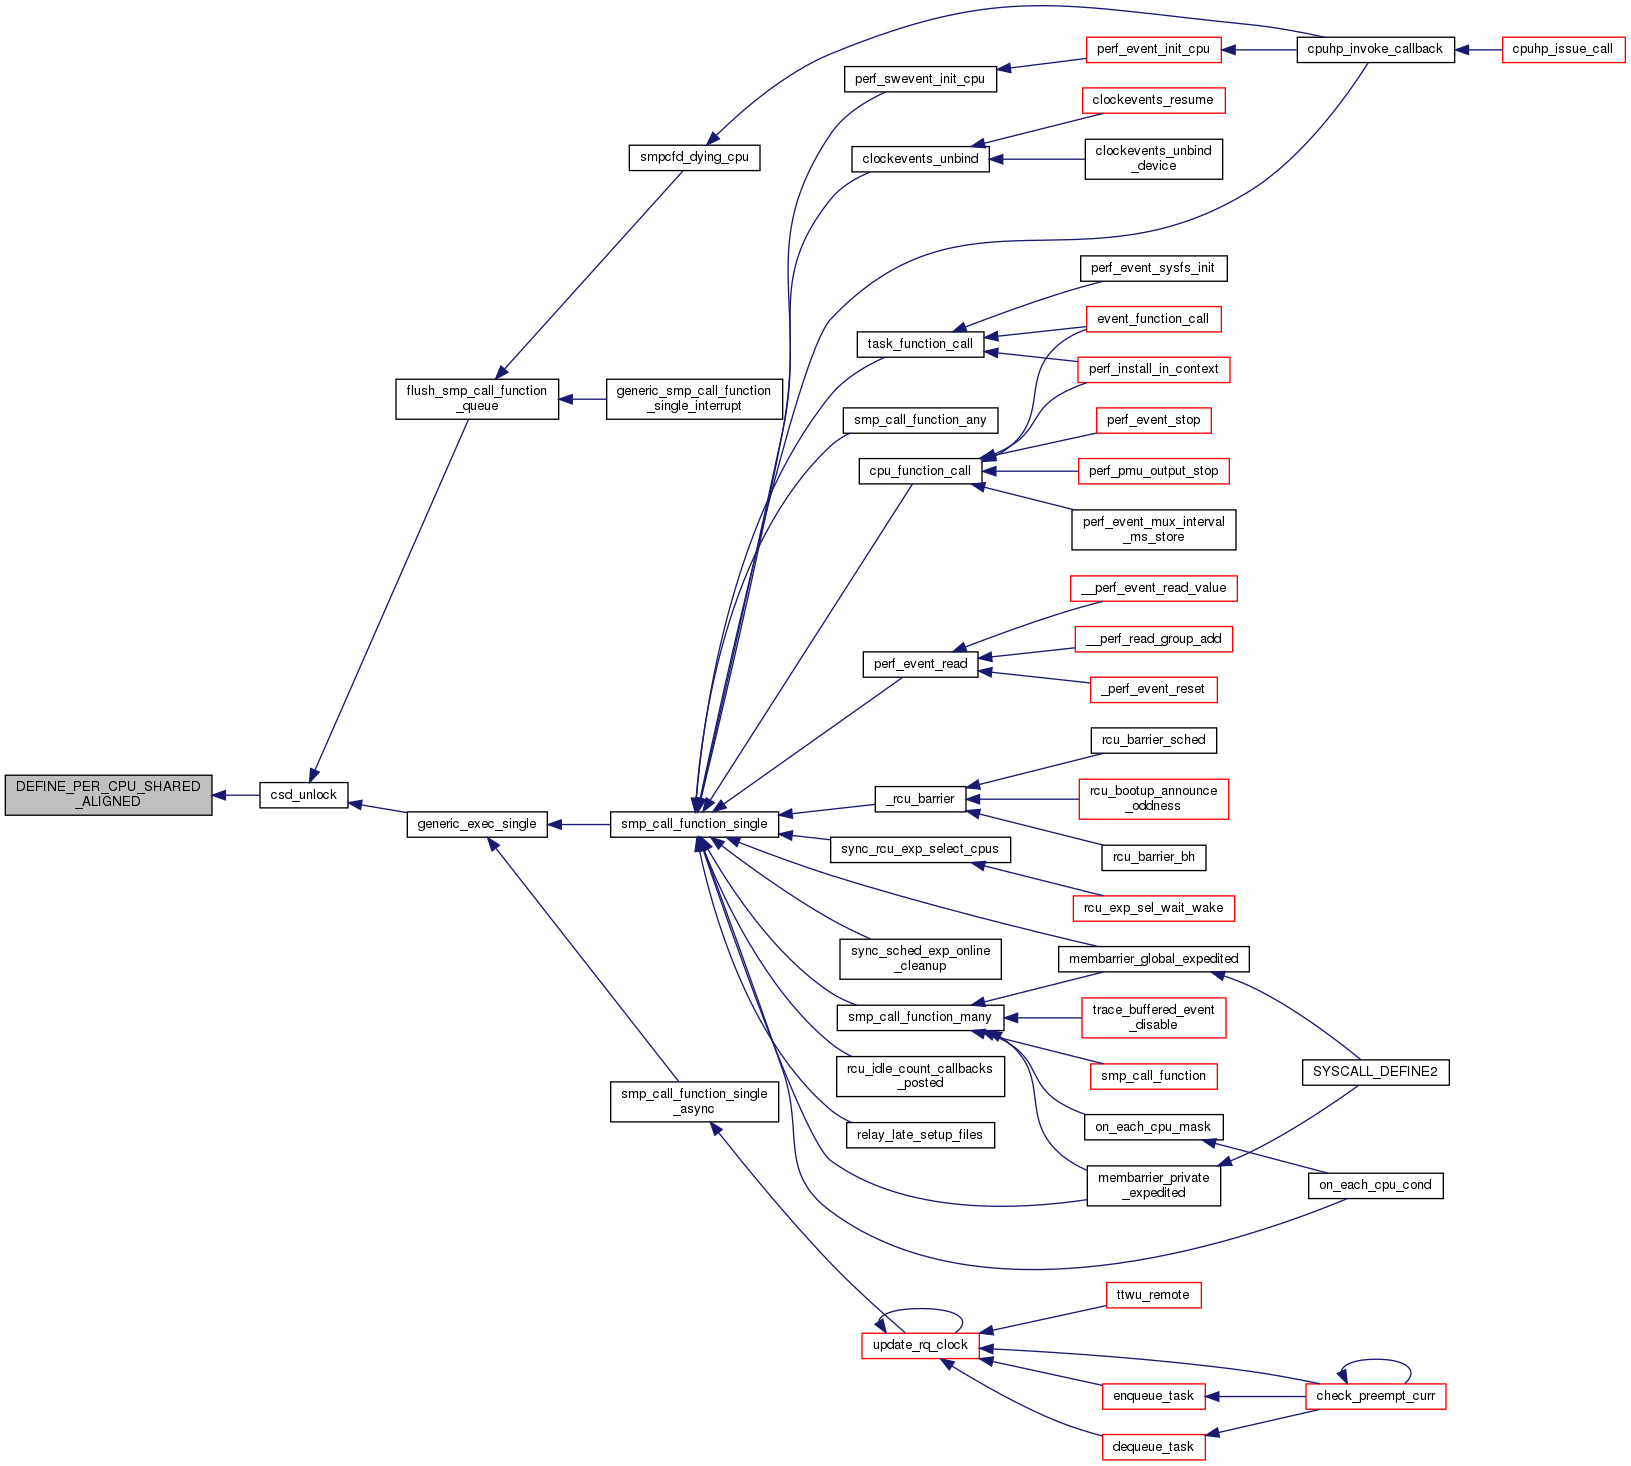 DEFINE_PER_CPU_SHARED
_ALIGNED
csd_unlock
flush_smp_call_function
_queue
generic_exec_single
smpcfd_dying_cpu
generic_smp_call_function
_single_interrupt
smp_call_function_single
smp_call_function_single
_async
perf_swevent_init_cpu
clockevents_unbind
task_function_call
smp_call_function_any
cpu_function_call
perf_event_read
_rcu_barrier
sync_rcu_exp_select_cpus
sync_sched_exp_online
_cleanup
smp_call_function_many
rcu_idle_count_callbacks
_posted
relay_late_setup_files
update_rq_clock
perf_event_init_cpu
clockevents_resume
clockevents_unbind
_device
perf_event_sysfs_init
event_function_call
perf_install_in_context
perf_event_stop
perf_pmu_output_stop
perf_event_mux_interval
_ms_store
__perf_event_read_value
__perf_read_group_add
_perf_event_reset
rcu_barrier_sched
rcu_bootup_announce
_oddness
rcu_barrier_bh
rcu_exp_sel_wait_wake
membarrier_global_expedited
trace_buffered_event
_disable
smp_call_function
on_each_cpu_mask
membarrier_private
_expedited
ttwu_remote
enqueue_task
dequeue_task
cpuhp_invoke_callback
SYSCALL_DEFINE2
on_each_cpu_cond
check_preempt_curr
cpuhp_issue_call